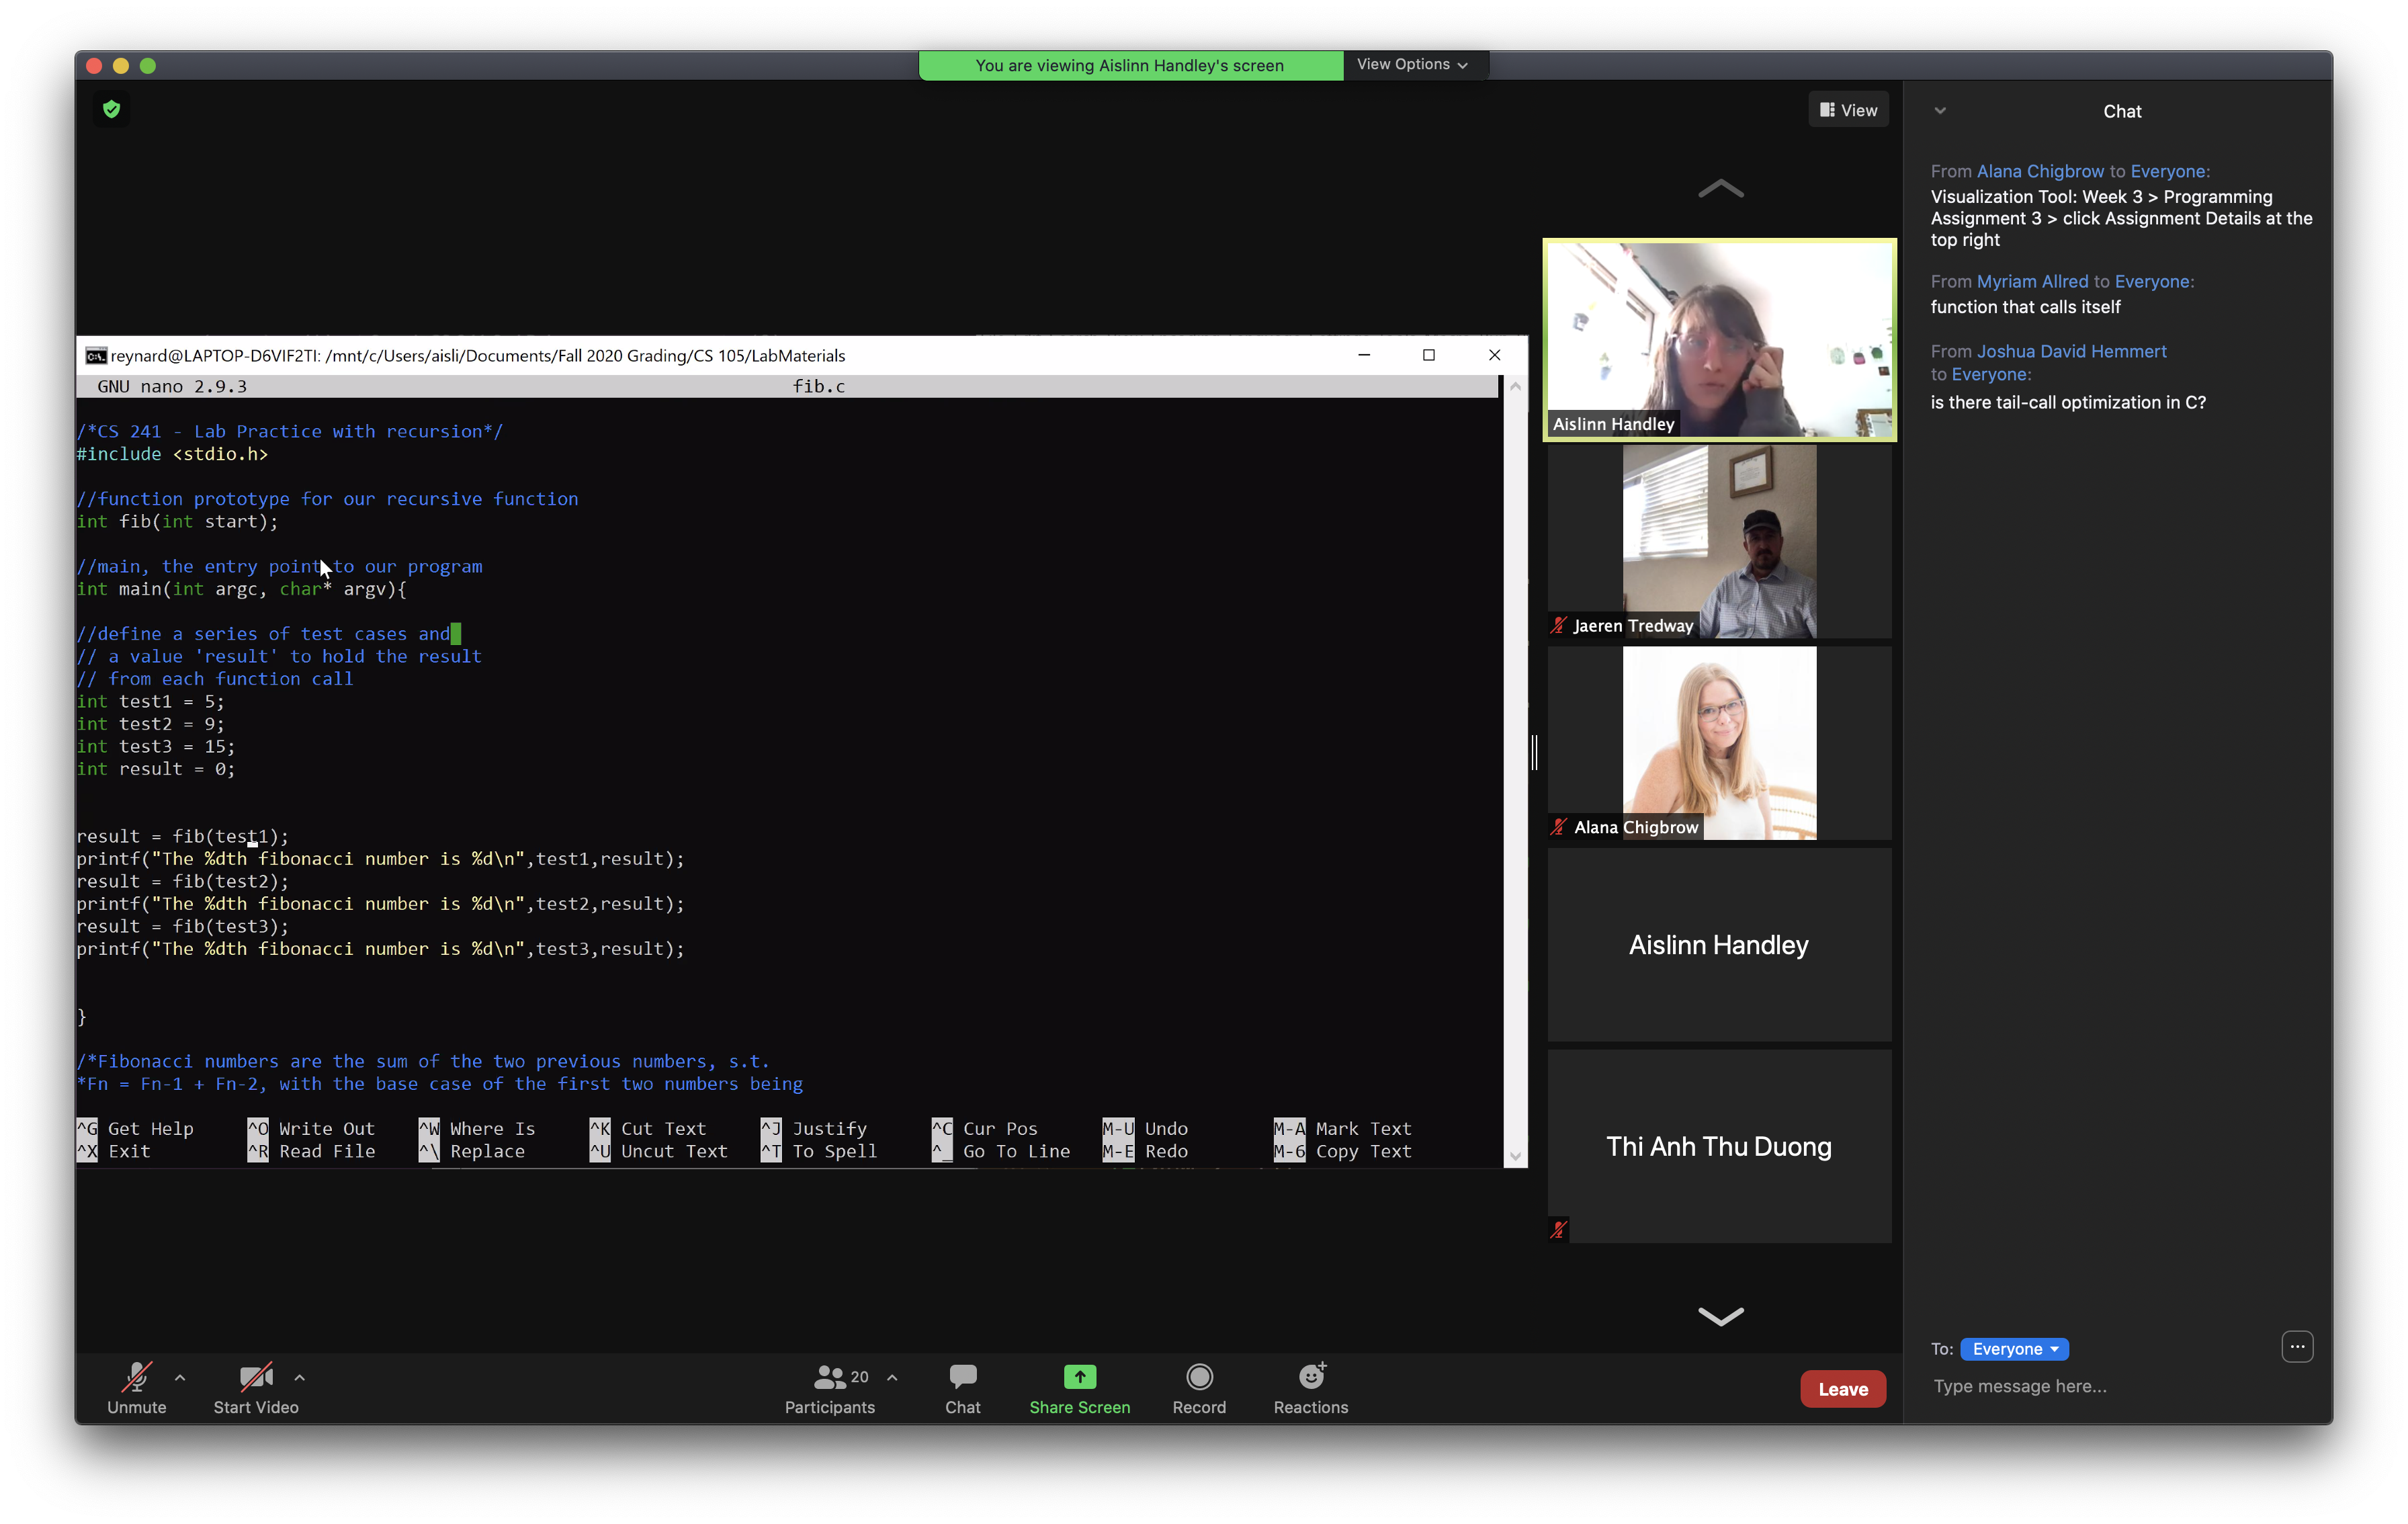 You are viewing Aislinn Handley's screen
View Options
View
Chat
From Alana Chigbrow to Everyone:
Visualization Tool: Week 3 > Programming
Assignment 3 > click Assignment Details at the
top right
From Myriam Allred to Everyone:
function that calls itself
From Joshua David Hemmert
to Everyone:
is there tail-call optimization in C?
reynard@LAPTOP-D6VIF2TI: /mnt/c/Users/aisli/Documents/Fall 2020 Grading/CS 105/LabMaterials
GNU nano 2.9.3 fib.c
/*CS 241 - Lab Practice with recursion*/
#include <stdio.h>
//function prototype for our recursive function
int fib(int start);
//main, the entry point to our program
int main(int argc, char* argv){
//define a series of test cases and
// a value 'result' to hold the result
// from each function call
int test1 = 5;
int test2 = 9;
int test3 = 15;
int result = 0;
result = fib(test1);
printf("The %dth fibonacci number is %d\n",test1,result);
result = fib(test2);
printf("The %dth fibonacci number is %d\n",test2,result);
result = fib(test3);
printf("The %dth fibonacci number is %d\n",test3,result);
}
/*Fibonacci numbers are the sum of the two previous numbers, s.t.
*Fn = Fn-1 + Fn-2, with the base case of the first two numbers being
^G Get Help ^O Write Out ^W Where Is ^K Cut Text ^J Justify ^C Cur Pos M-U Undo M-A Mark Text
^X Exit ^R Read File ^\ Replace ^U Uncut Text ^T To Spell ^_ Go To Line M-E Redo M-6 Copy Text
Aislinn Handley
Jaeren Tredway
Alana Chigbrow
Aislinn Handley
Thi Anh Thu Duong
To: Everyone
Type message here...
Unmute
Start Video
20
Participants
Chat
Share Screen
Record
Reactions
Leave